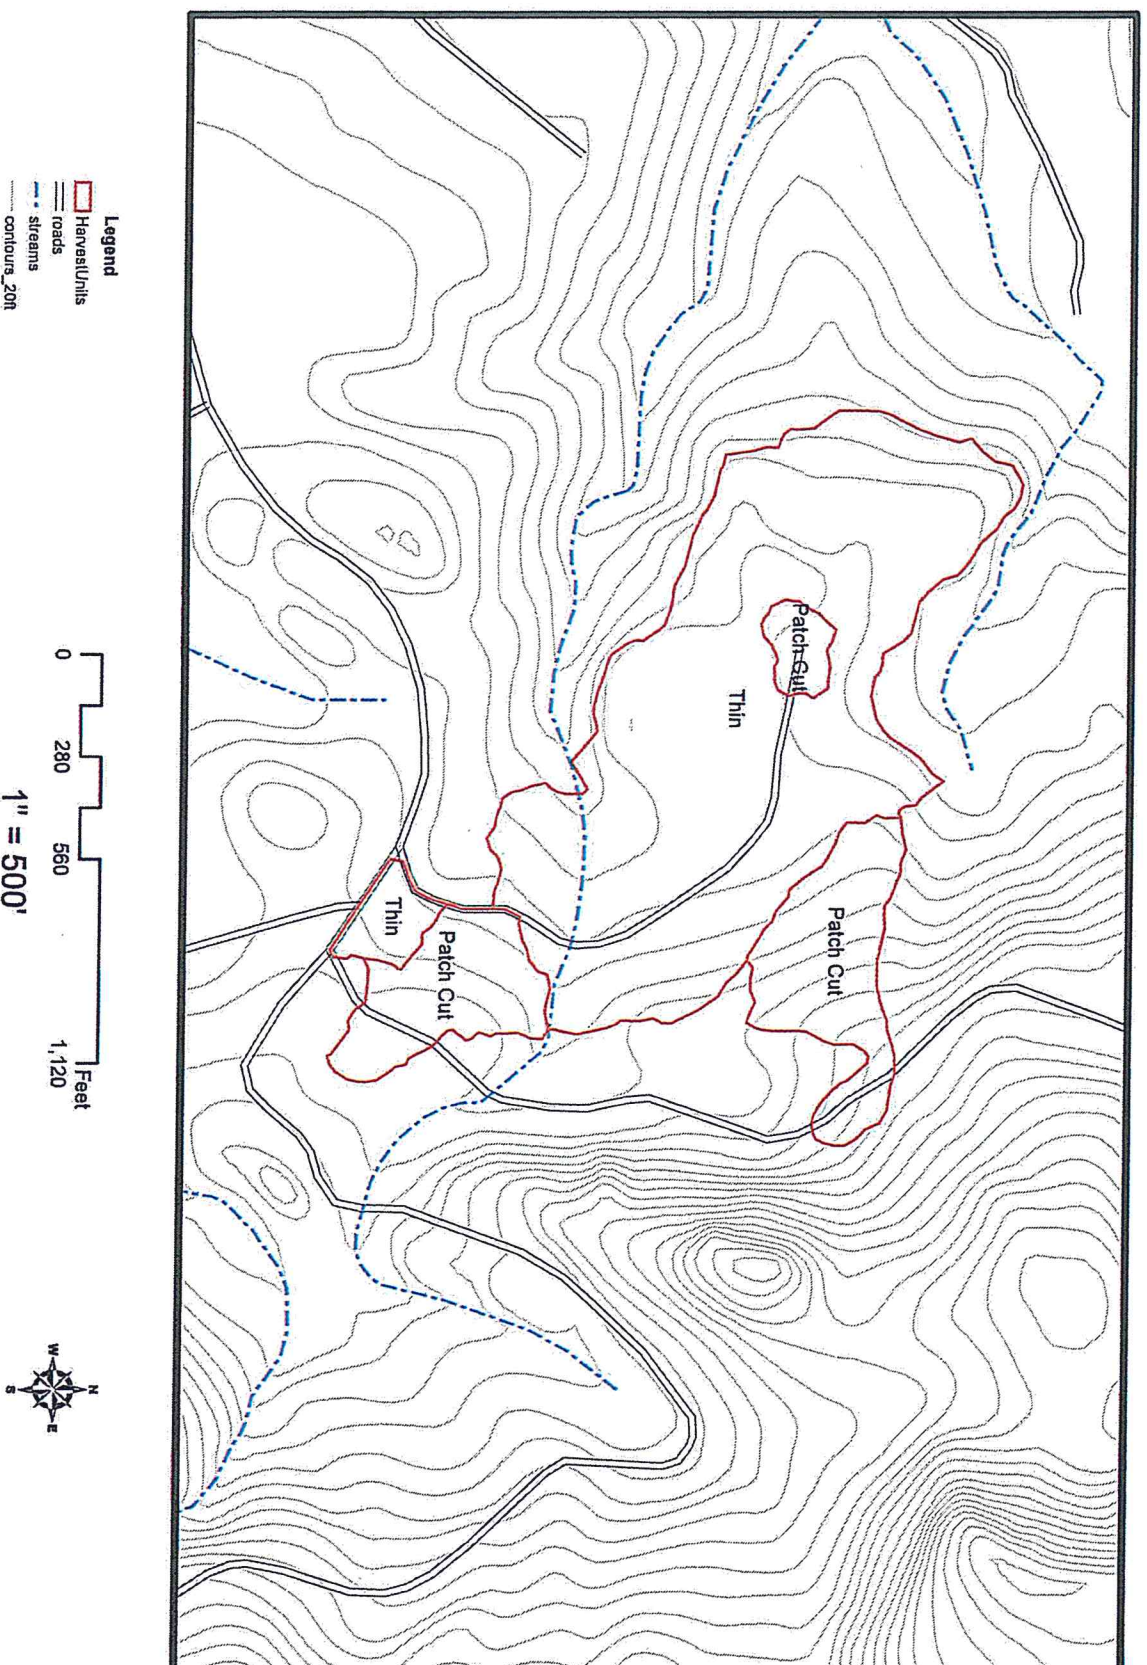 Patch Cut
Thin
Patch Cut
Thin
Patch Cut
Legend
HarvestUnits
roads
streams
contours_20ft
0 280 560 1,120
Feet
1" = 500'
N
W E
S